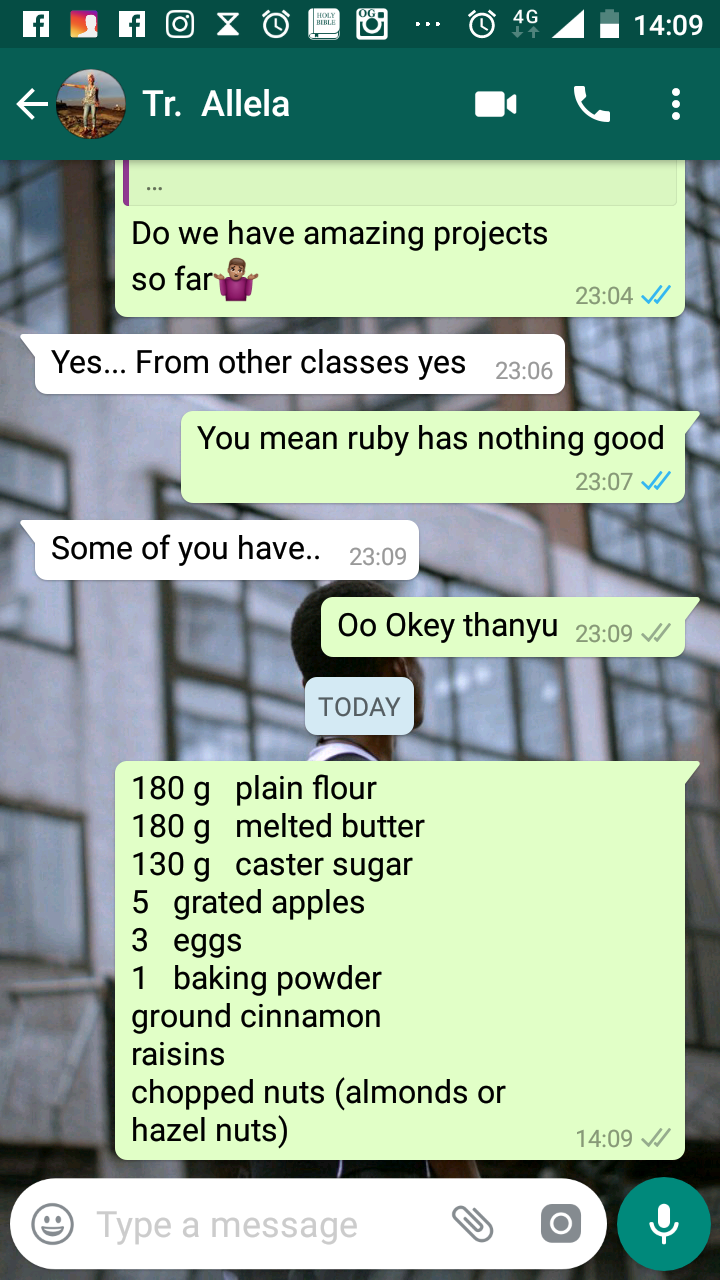 HOLY BIBLE
OG
4G
14:09
Tr. Allela
...
Do we have amazing projects
so far🤷🏽‍♂️
23:04
Yes... From other classes yes 23:06
You mean ruby has nothing good
23:07
Some of you have.. 23:09
Oo Okey thanyu 23:09
TODAY
180 g plain flour
180 g melted butter
130 g caster sugar
5 grated apples
3 eggs
1 baking powder
ground cinnamon
raisins
chopped nuts (almonds or
hazel nuts)
14:09
Type a message